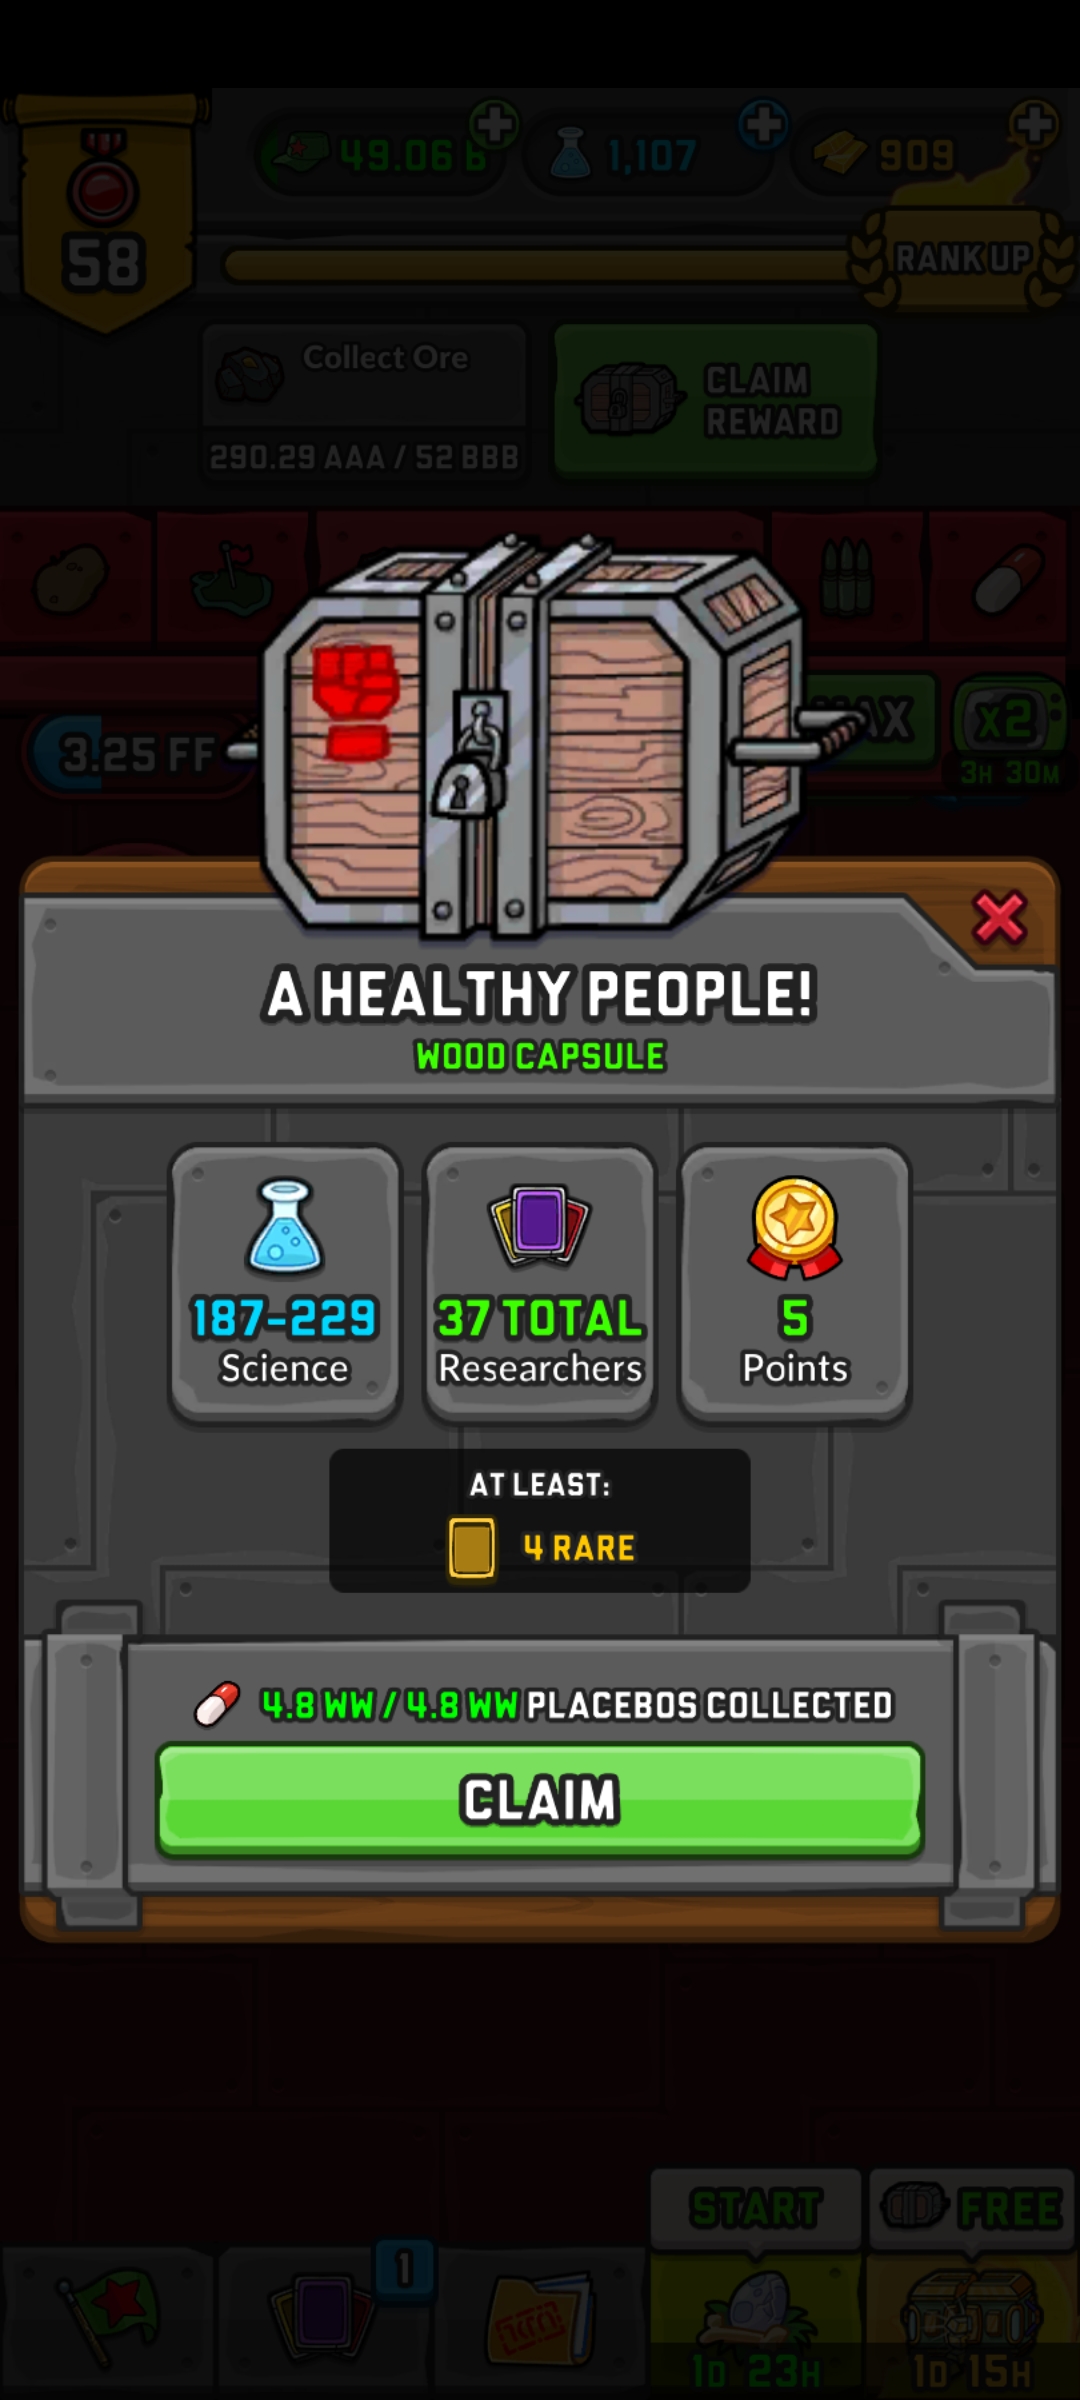 49.06 B
1,107
909
58
RANK UP
Collect Ore
290.29 AAA / 52 BBB
CLAIM
REWARD
3.25 FF
X2
3H 30M
A HEALTHY PEOPLE!
WOOD CAPSULE
187-229
Science
37 TOTAL
Researchers
5
Points
AT LEAST:
4 RARE
4.8 WW / 4.8 WW PLACEBOS COLLECTED
CLAIM
START
FREE
1
1D 23H
1D 15H